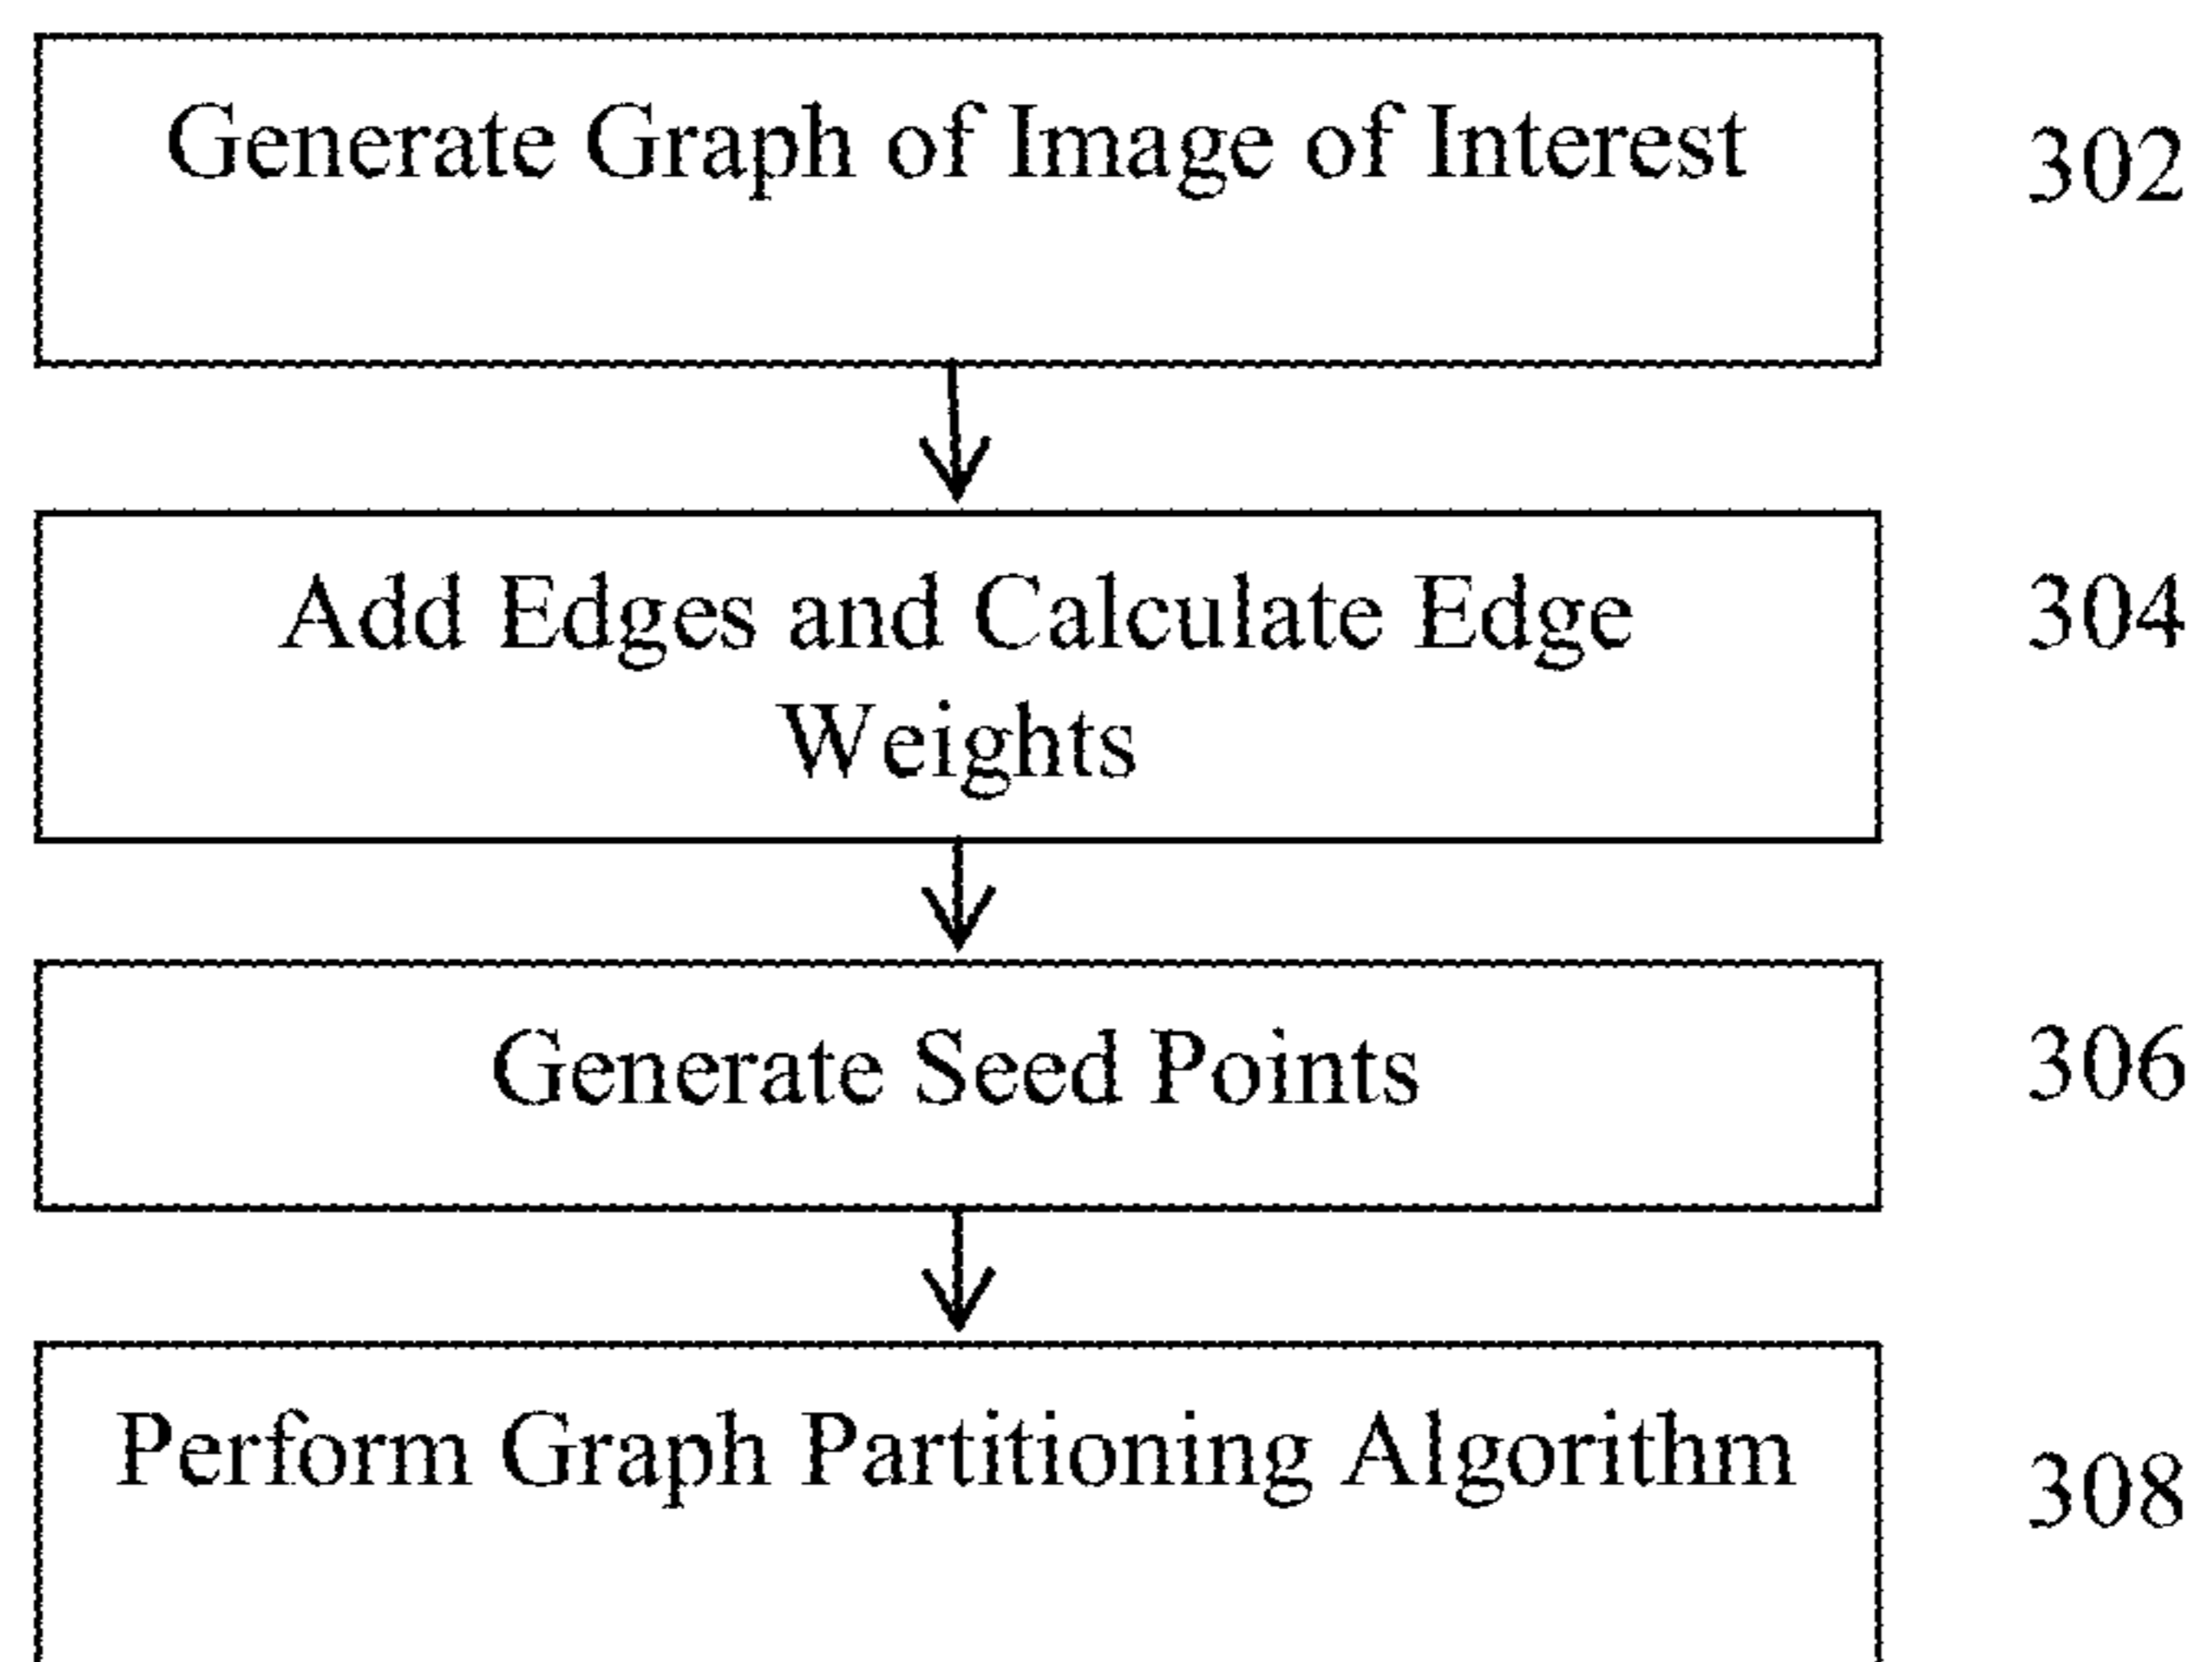 Generate Graph of Image of Interest
302
Add Edges and Calculate Edge
Weights
304
Generate Seed Points
306
Perform Graph Partitioning Algorithm
308